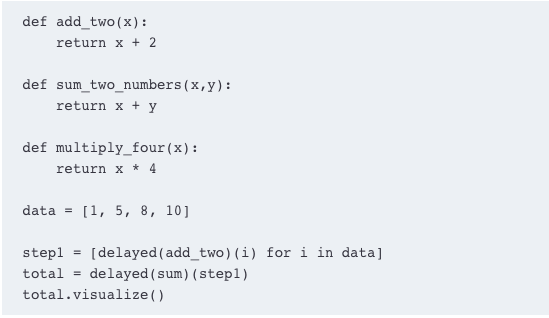 def add_two(x):
    return x + 2

def sum_two_numbers(x,y):
    return x + y

def multiply_four(x):
    return x * 4

data = [1, 5, 8, 10]

step1 = [delayed(add_two)(i) for i in data]
total = delayed(sum)(step1)
total.visualize()